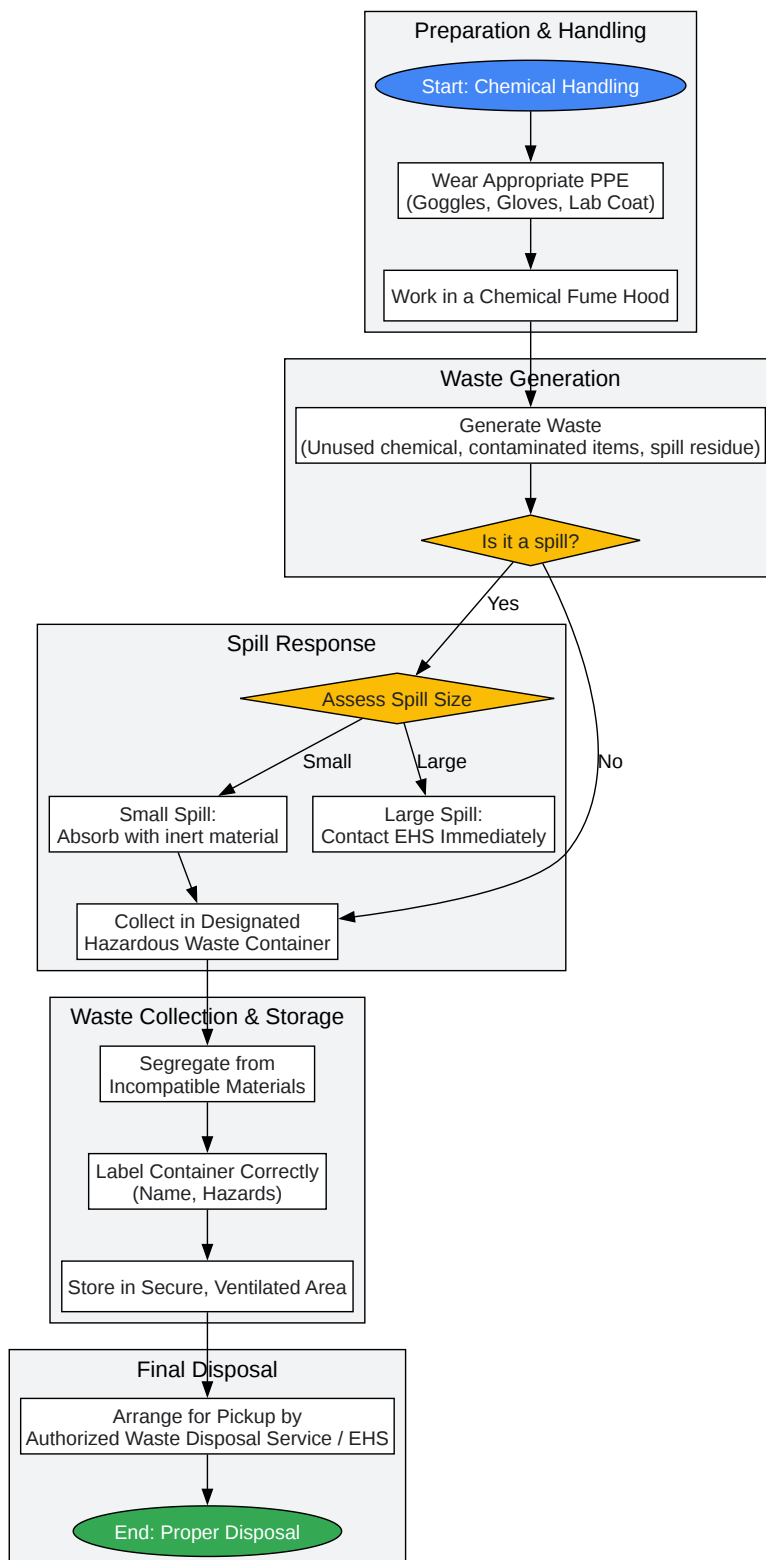 Preparation & Handling
Start: Chemical Handling
Wear Appropriate PPE
(Goggles, Gloves, Lab Coat)
Work in a Chemical Fume Hood
Waste Generation
Generate Waste
(Unused chemical, contaminated items, spill residue)
Is it a spill?
Yes
Spill Response
Assess Spill Size
Small
Large
No
Small Spill:
Absorb with inert material
Large Spill:
Contact EHS Immediately
Collect in Designated
Hazardous Waste Container
Waste Collection & Storage
Segregate from
Incompatible Materials
Label Container Correctly
(Name, Hazards)
Store in Secure, Ventilated Area
Final Disposal
Arrange for Pickup by
Authorized Waste Disposal Service / EHS
End: Proper Disposal